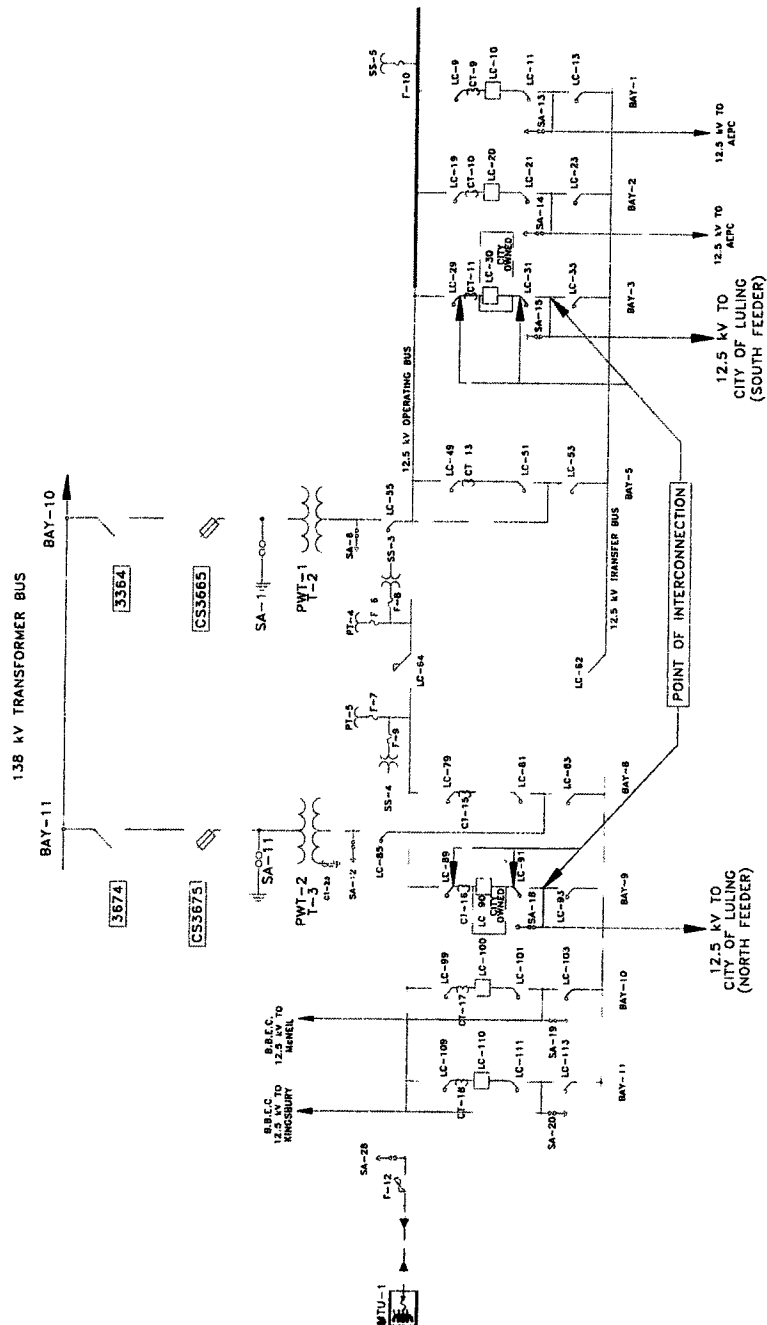 138 kV TRANSFORMER BUS
BAY-11
BAY-10
3674
3364
CS3675
CS3665
SA-11
SA-1
PWT-2
T-3
PWT-1
T-2
SA-12
SA-8
LC-85
LC-55
SS-3
SS-4
PT-5
F-7
F-9
PT-4
F-8
LC-64
SS-5
F-10
12.5 kV OPERATING BUS
B.B.E.C.
12.5 kV TO
KINGSBURY
B.B.E.C.
12.5 kV TO
McNEIL
MTU-1
SA-28
F-12
LC-109
CT-18
LC-110
LC-111
LC-113
SA-20
BAY-11
LC-99
CT-17
LC-100
LC-101
LC-103
SA-19
BAY-10
LC-89
CT-16
LC 90
CITY
OWNED
LC-91
SA-18
LC-93
BAY-9
LC-79
CT-15
LC-81
LC-83
BAY-8
LC-62
12.5 kV TRANSFER BUS
LC-49
CT 13
LC-51
LC-53
BAY-5
LC-29
CT-11
LC-30
CITY
OWNED
LC-31
SA-15
LC-33
BAY-3
LC-19
CT-10
LC-20
LC-21
SA-14
LC-23
BAY-2
LC-9
CT-9
LC-10
LC-11
SA-13
LC-13
BAY-1
12.5 kV TO
CITY OF LULING
(NORTH FEEDER)
POINT OF INTERCONNECTION
12.5 kV TO
CITY OF LULING
(SOUTH FEEDER)
12.5 kV TO
AEPC
12.5 kV TO
AEPC